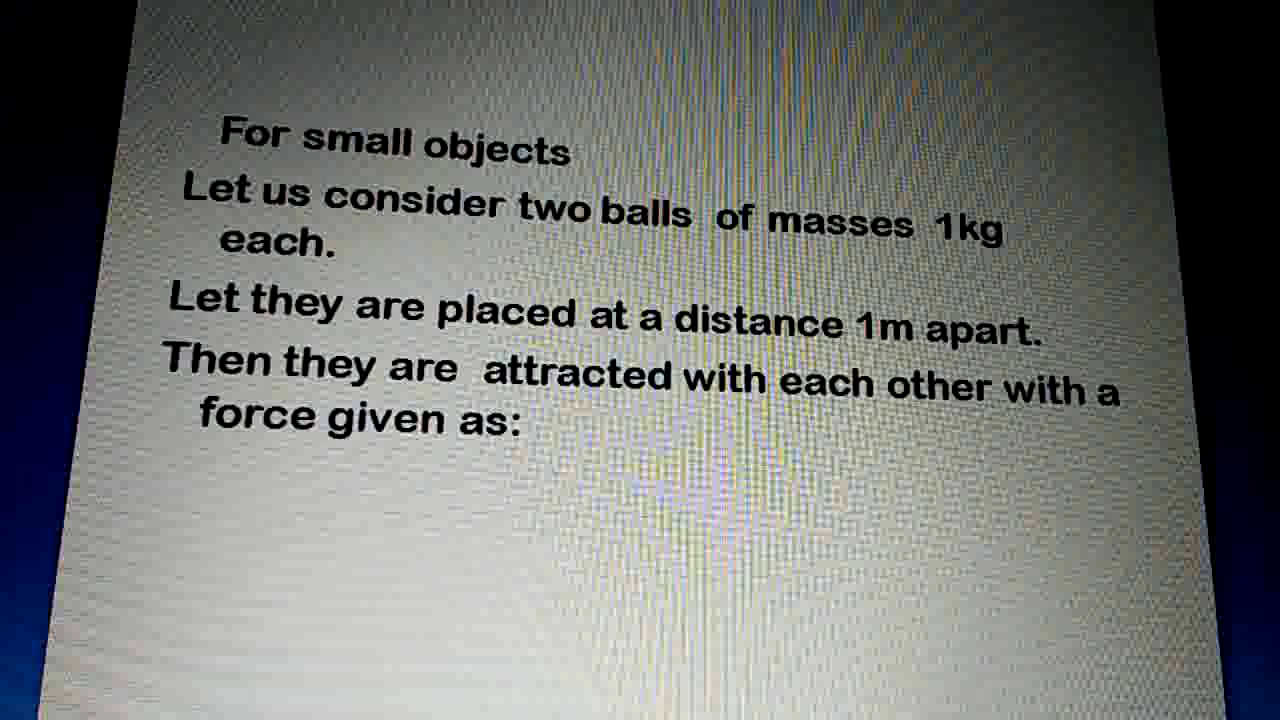 For small objects
Let us consider two balls of masses 1kg
each.
Let they are placed at a distance 1m apart.
Then they are attracted with each other with a
force given as: